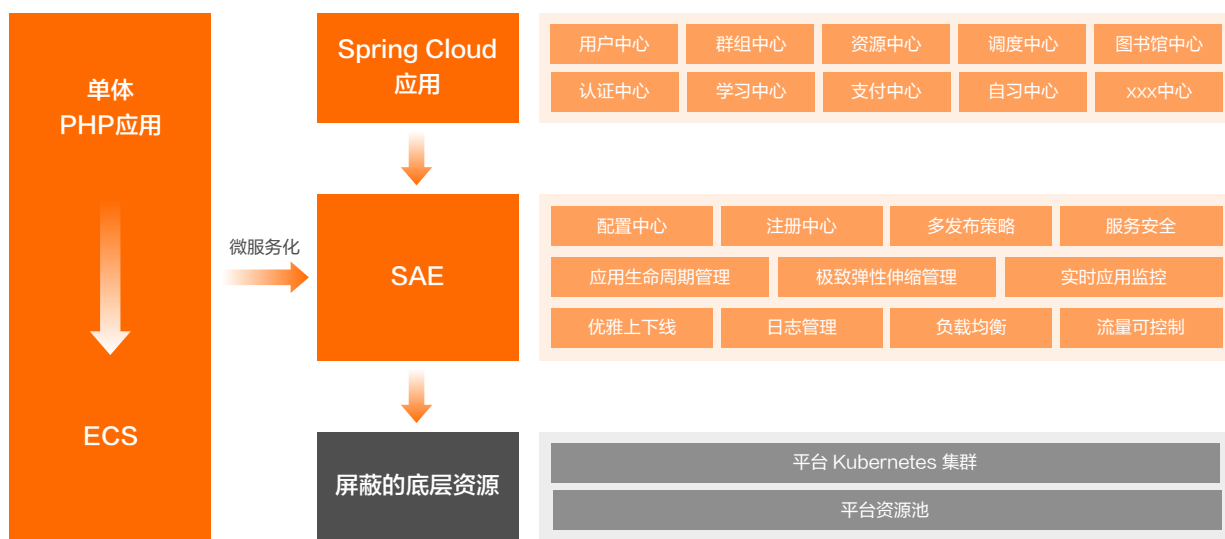 单体
PHP应用
ECS
微服务化
Spring Cloud
应用
用户中心
群组中心
资源中心
调度中心
图书馆中心
认证中心
学习中心
支付中心
自习中心
xxx中心
SAE
配置中心
注册中心
多发布策略
服务安全
应用生命周期管理
极致弹性伸缩管理
实时应用监控
优雅上下线
日志管理
负载均衡
流量可控制
屏蔽的底层资源
平台 Kubernetes 集群
平台资源池